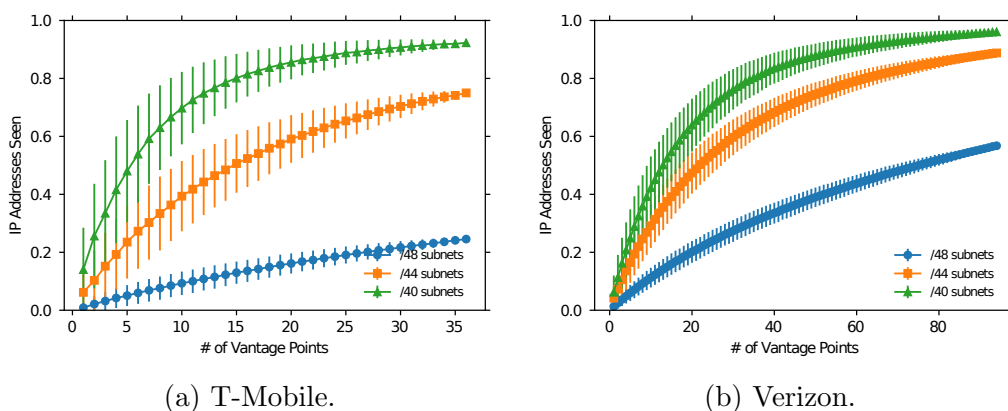 1.0
0.8
0.6
0.4
0.2
0.0
IP Addresses Seen
0 5 10 15 20 25 30 35
# of Vantage Points
/48 subnets
/44 subnets
/40 subnets
(a) T-Mobile.
1.0
0.8
0.6
0.4
0.2
0.0
IP Addresses Seen
0 20 40 60 80
# of Vantage Points
/48 subnets
/44 subnets
/40 subnets
(b) Verizon.